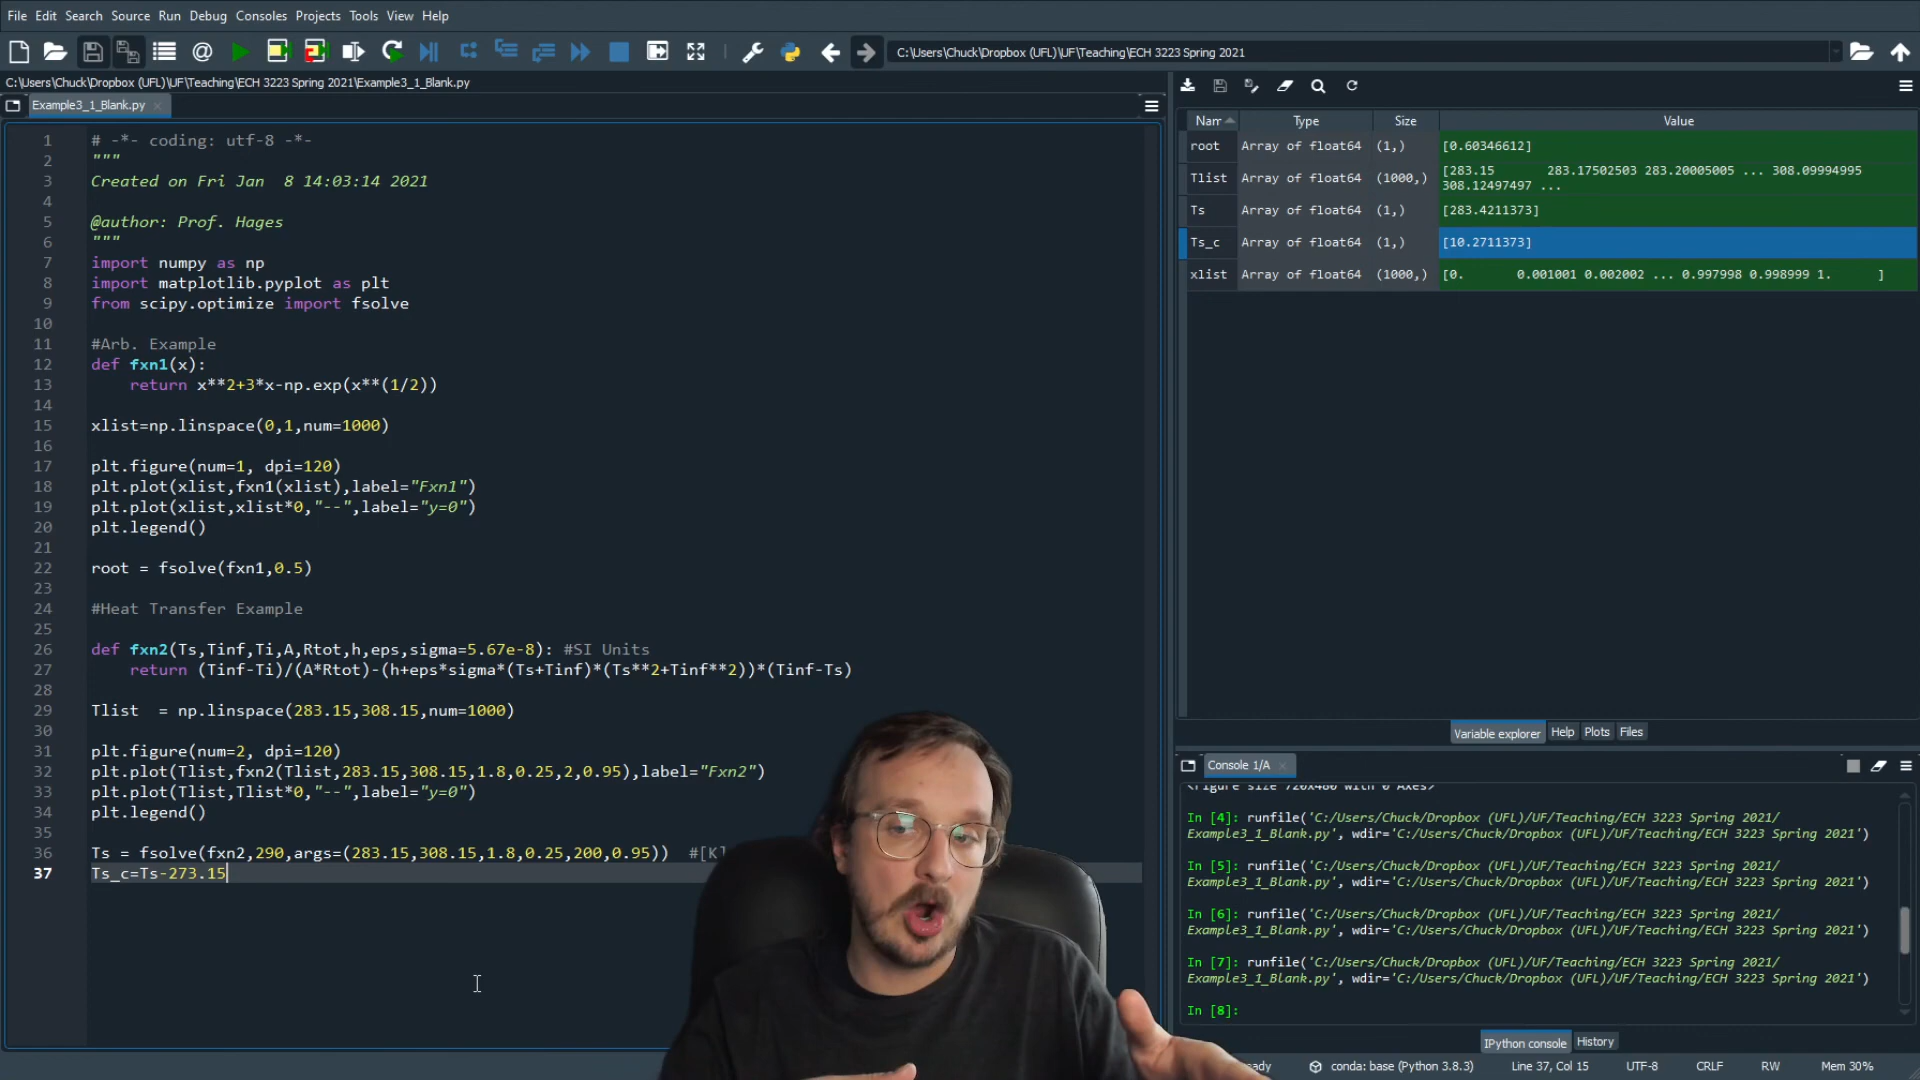 File Edit Search Source Run Debug Consoles Projects Tools View Help
C:\Users\Chuck\Dropbox (UFL)\UF\Teaching\ECH 3223 Spring 2021
C:\Users\Chuck\Dropbox (UFL)\UF\Teaching\ECH 3223 Spring 2021\Example3_1_Blank.py
Example3_1_Blank.py
1 # -*- coding: utf-8 -*-
2 """
3 Created on Fri Jan  8 14:03:14 2021
4
5 @author: Prof. Hages
6 """
7 import numpy as np
8 import matplotlib.pyplot as plt
9 from scipy.optimize import fsolve
10
11 #Arb. Example
12 def fxn1(x):
13     return x**2+3*x-np.exp(x**(1/2))
14
15 xlist=np.linspace(0,1,num=1000)
16
17 plt.figure(num=1, dpi=120)
18 plt.plot(xlist,fxn1(xlist),label="Fxn1")
19 plt.plot(xlist,xlist*0,"--",label="y=0")
20 plt.legend()
21
22 root = fsolve(fxn1,0.5)
23
24 #Heat Transfer Example
25
26 def fxn2(Ts,Tinf,Ti,A,Rtot,h,eps,sigma=5.67e-8): #SI Units
27     return (Tinf-Ti)/(A*Rtot)-(h+eps*sigma*(Ts+Tinf)*(Ts**2+Tinf**2))*(Tinf-Ts)
28
29 Tlist  = np.linspace(283.15,308.15,num=1000)
30
31 plt.figure(num=2, dpi=120)
32 plt.plot(Tlist,fxn2(Tlist,283.15,308.15,1.8,0.25,2,0.95),label="Fxn2")
33 plt.plot(Tlist,Tlist*0,"--",label="y=0")
34 plt.legend()
35
36 Ts = fsolve(fxn2,290,args=(283.15,308.15,1.8,0.25,200,0.95))  #[K]
37 Ts_c=Ts-273.15
Nam Type Size Value
root Array of float64 (1,) [0.60346612]
Tlist Array of float64 (1000,) [283.15 283.17502503 283.20005005 ... 308.09994995
308.12497497 ...
Ts Array of float64 (1,) [283.4211373]
Ts_c Array of float64 (1,) [10.2711373]
xlist Array of float64 (1000,) [0. 0.001001 0.002002 ... 0.997998 0.998999 1. ]
Variable explorer Help Plots Files
Console 1/A
<Figure size 720x480 with 0 Axes>
In [4]: runfile('C:/Users/Chuck/Dropbox (UFL)/UF/Teaching/ECH 3223 Spring 2021/
Example3_1_Blank.py', wdir='C:/Users/Chuck/Dropbox (UFL)/UF/Teaching/ECH 3223 Spring 2021')
In [5]: runfile('C:/Users/Chuck/Dropbox (UFL)/UF/Teaching/ECH 3223 Spring 2021/
Example3_1_Blank.py', wdir='C:/Users/Chuck/Dropbox (UFL)/UF/Teaching/ECH 3223 Spring 2021')
In [6]: runfile('C:/Users/Chuck/Dropbox (UFL)/UF/Teaching/ECH 3223 Spring 2021/
Example3_1_Blank.py', wdir='C:/Users/Chuck/Dropbox (UFL)/UF/Teaching/ECH 3223 Spring 2021')
In [7]: runfile('C:/Users/Chuck/Dropbox (UFL)/UF/Teaching/ECH 3223 Spring 2021/
Example3_1_Blank.py', wdir='C:/Users/Chuck/Dropbox (UFL)/UF/Teaching/ECH 3223 Spring 2021')
In [8]:
IPython console History
conda: base (Python 3.8.3) Line 37, Col 15 UTF-8 CRLF RW Mem 30%